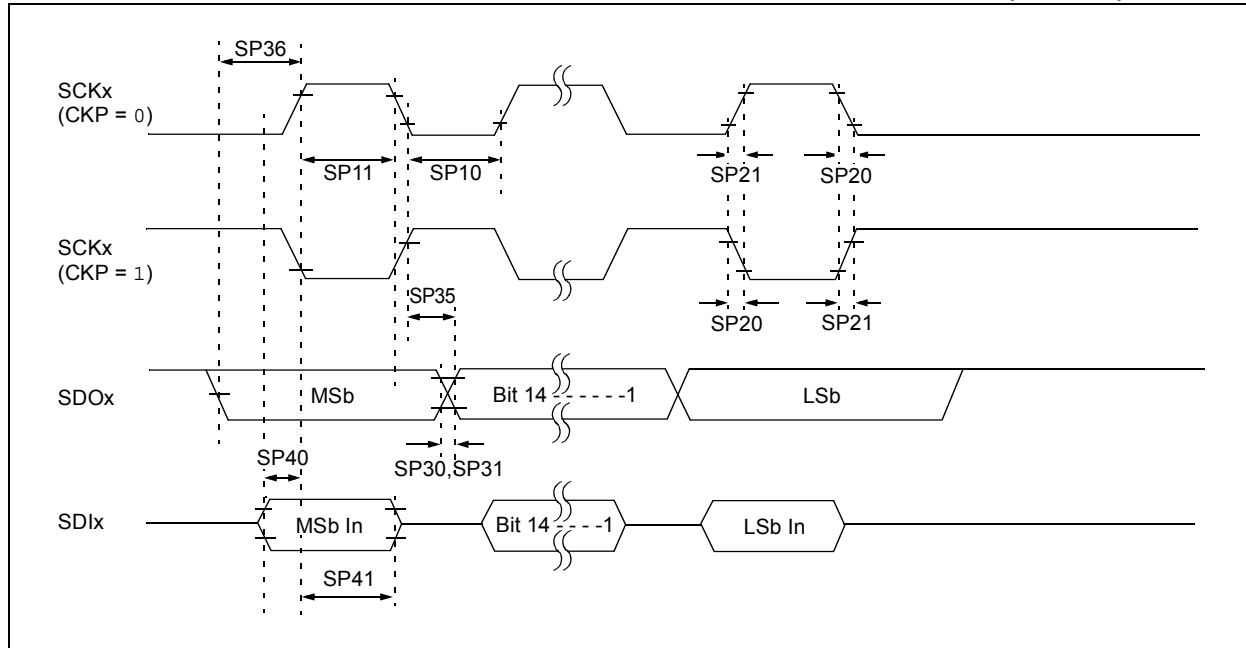 SP36
SCKx
(CKP = 0)
SP11
SP10
SP21
SP20
SCKx
(CKP = 1)
SP35
SP20
SP21
SDOx
MSb
Bit 14 - - - - - -1
LSb
SP40
SP30,SP31
SDIx
MSb In
Bit 14 - - - -1
LSb In
SP41